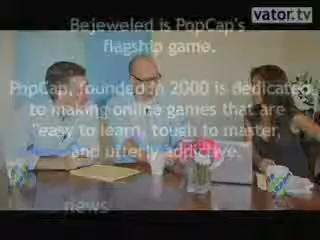 Bejeweled is PopCap's
vator.tv
flagship game.
PopCap, founded in 2000 is dedicated
to making online games that are
"easy to learn, tough to master,
and utterly addictive."
news